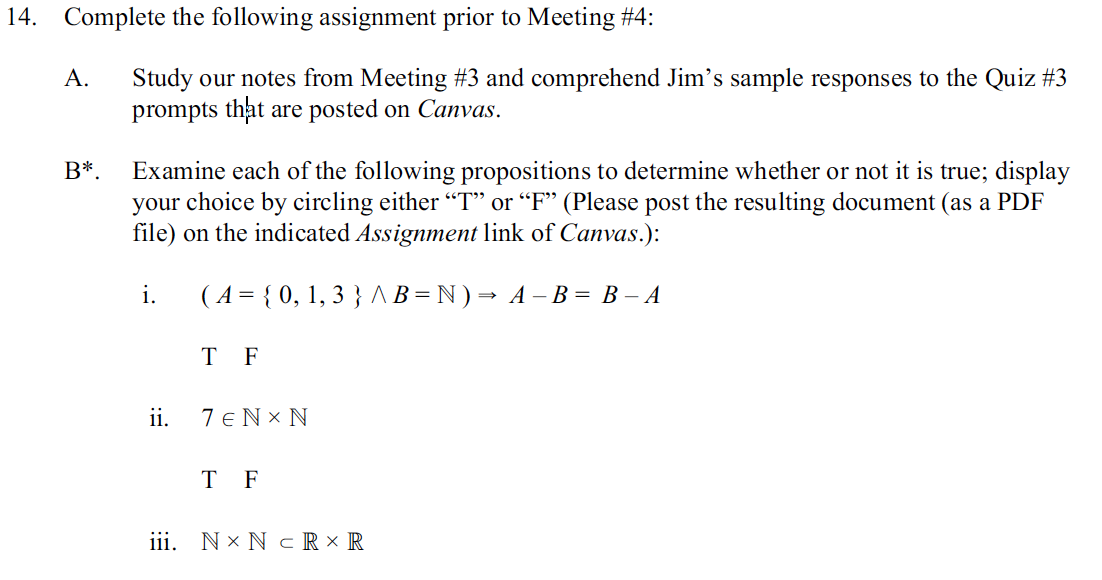 14. Complete the following assignment prior to Meeting #4:
A. Study our notes from Meeting #3 and comprehend Jim's sample responses to the Quiz #3
prompts that are posted on Canvas.
B*. Examine each of the following propositions to determine whether or not it is true; display
your choice by circling either “T” or “F” (Please post the resulting document (as a PDF
file) on the indicated Assignment link of Canvas.):
i. ( A = { 0, 1, 3 } ∧ B = ℕ ) ⇒ A – B = B – A
T F
ii. 7 ∈ ℕ × ℕ
T F
iii. ℕ × ℕ ⊂ ℝ × ℝ